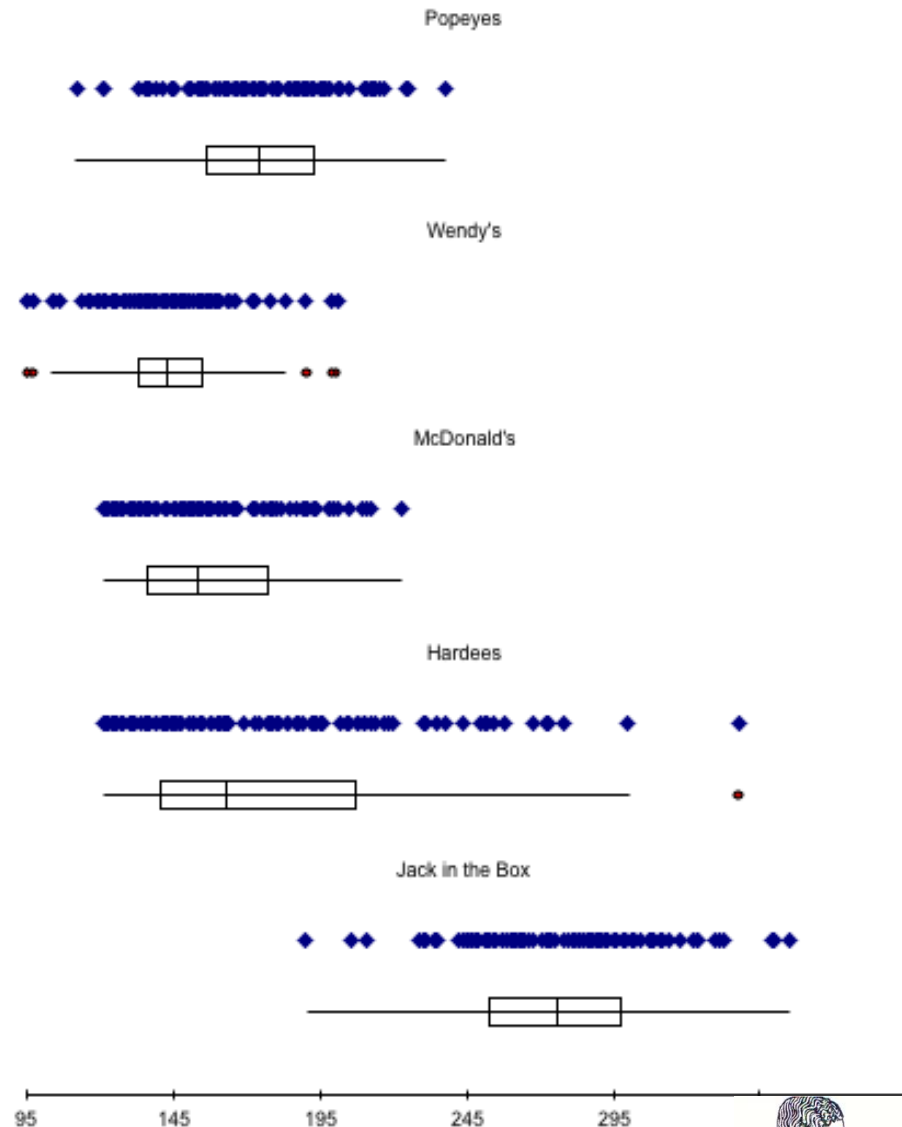 Popeyes
Wendy's
McDonald's
Hardees
Jack in the Box
95 145 195 245 295